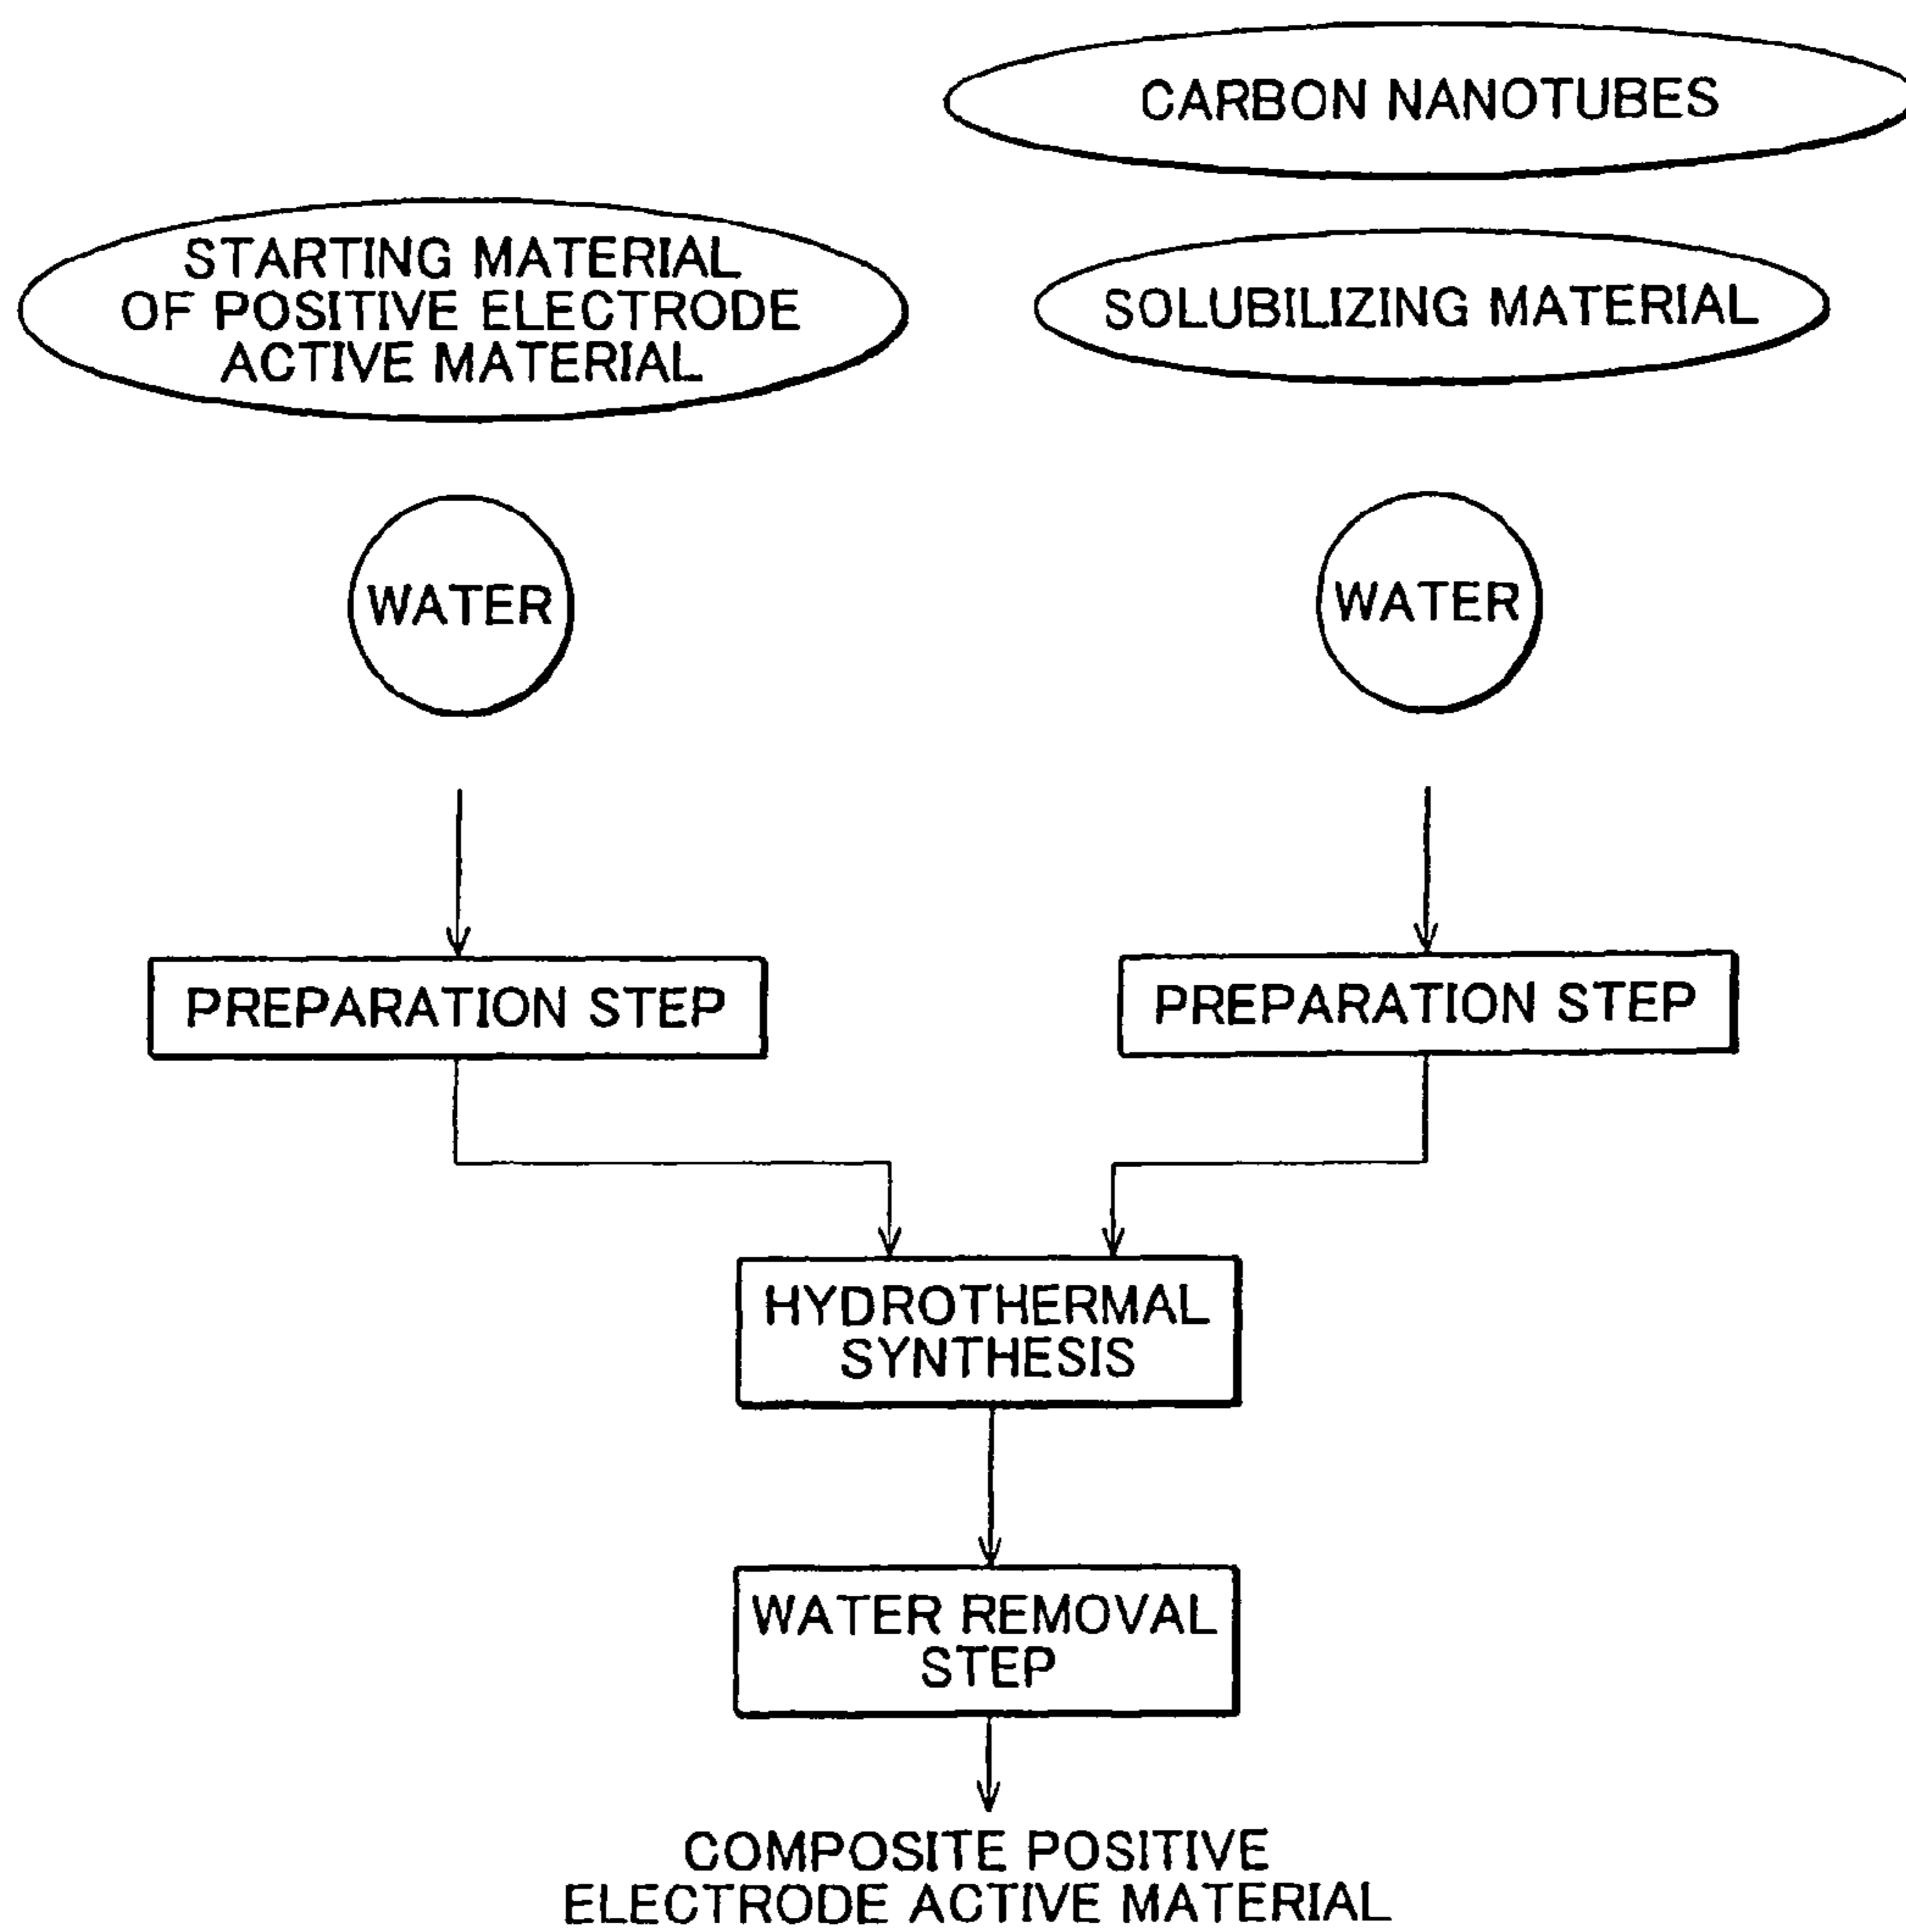 CARBON NANOTUBES
STARTING MATERIAL
OF POSITIVE ELECTRODE
ACTIVE MATERIAL
SOLUBILIZING MATERIAL
WATER
WATER
PREPARATION STEP
PREPARATION STEP
HYDROTHERMAL
SYNTHESIS
WATER REMOVAL
STEP
COMPOSITE POSITIVE
ELECTRODE ACTIVE MATERIAL